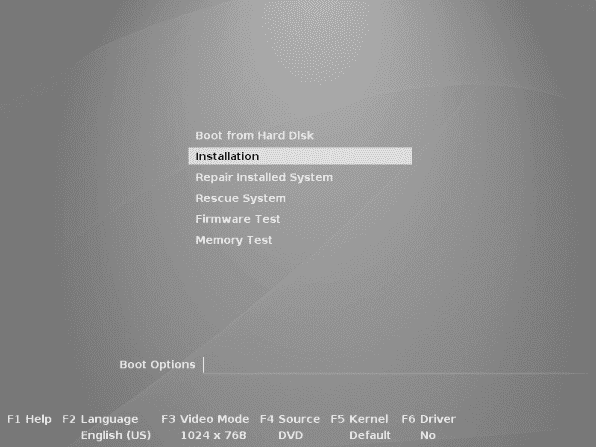 Boot from Hard Disk
Installation
Repair Installed System
Rescue System
Firmware Test
Memory Test
Boot Options
F1 Help F2 Language F3 Video Mode F4 Source F5 Kernel F6 Driver
English (US) 1024 x 768 DVD Default No